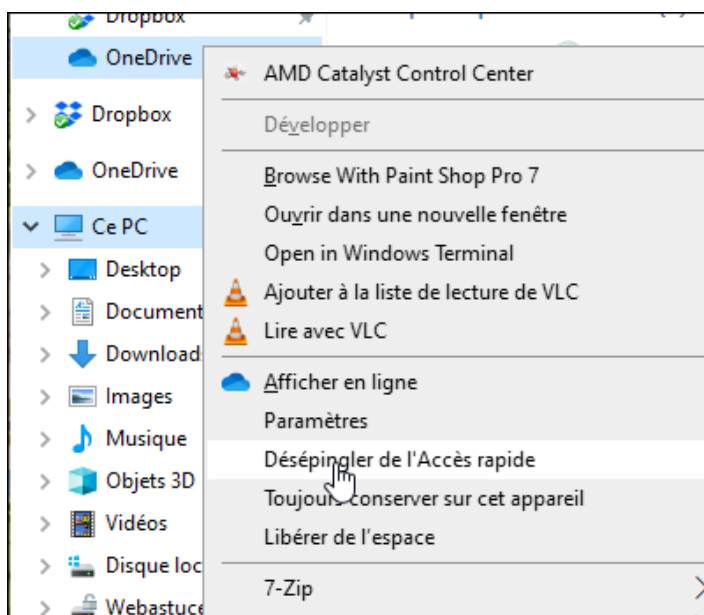 Dropbox
OneDrive
Dropbox
OneDrive
Ce PC
Desktop
Document
Download
Images
Musique
Objets 3D
Vidéos
Disque loc
Webastuce
AMD Catalyst Control Center
Développer
Browse With Paint Shop Pro 7
Ouvrir dans une nouvelle fenêtre
Open in Windows Terminal
Ajouter à la liste de lecture de VLC
Lire avec VLC
Afficher en ligne
Paramètres
Désépingler de l'Accès rapide
Toujours conserver sur cet appareil
Libérer de l'espace
7-Zip